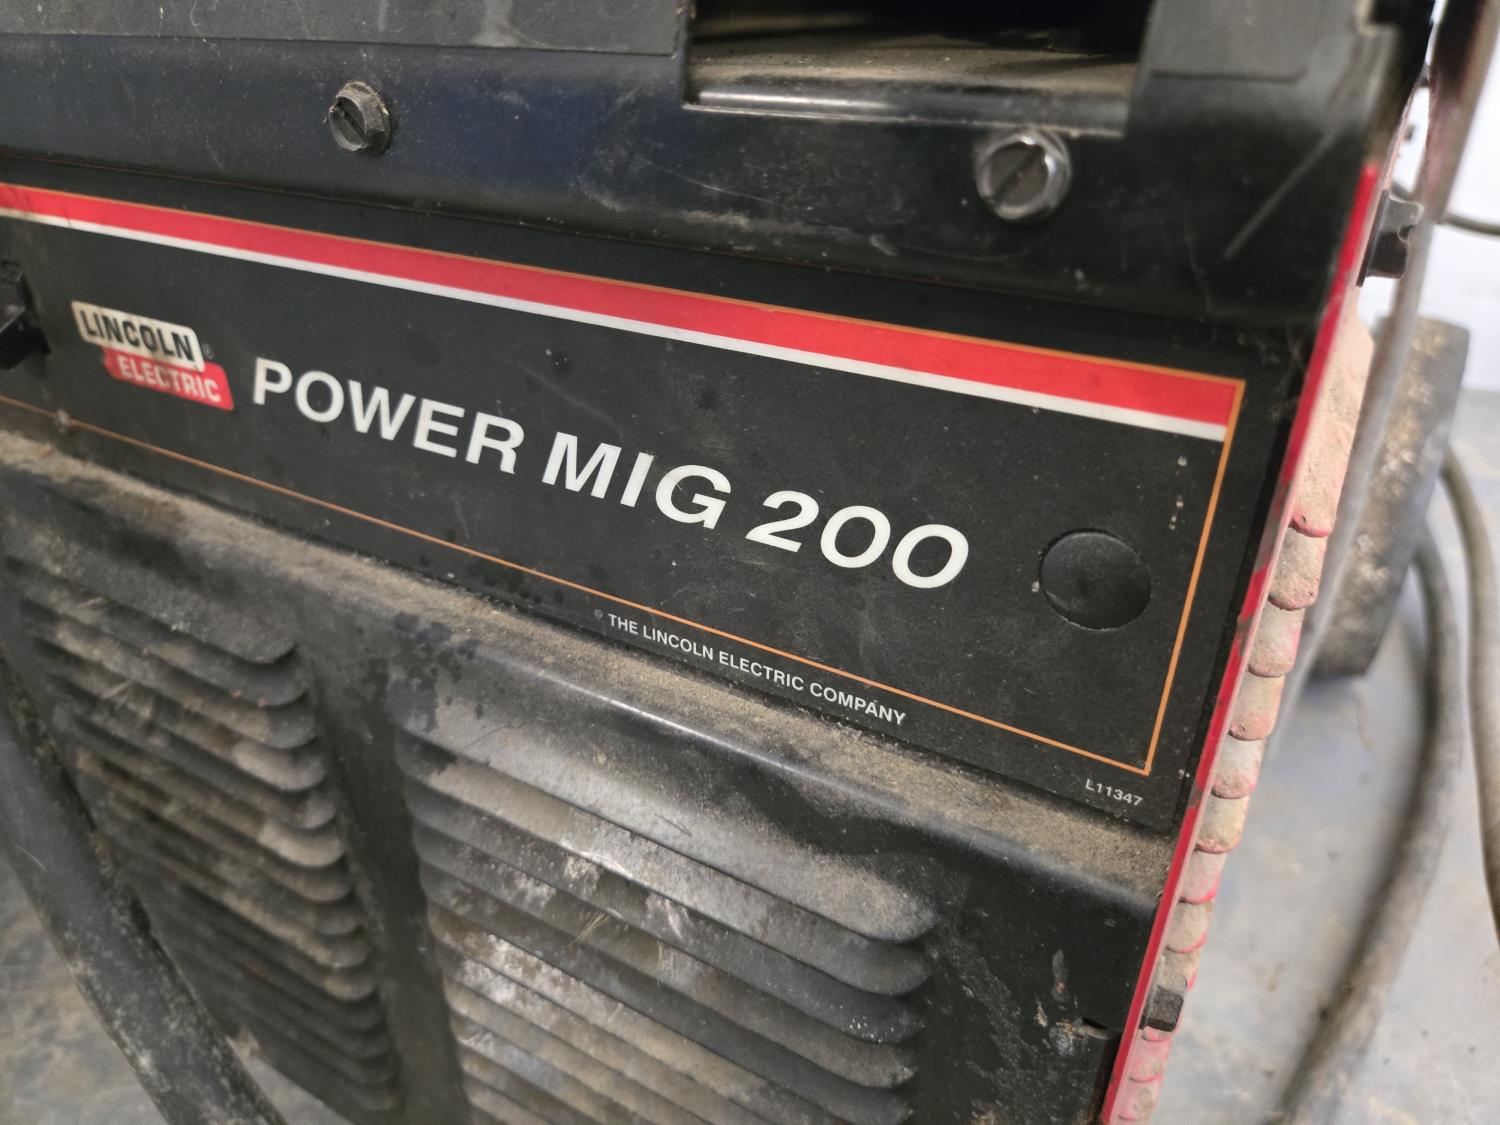 LINCOLN®
ELECTRIC
POWER MIG 200
© THE LINCOLN ELECTRIC COMPANY
L11347